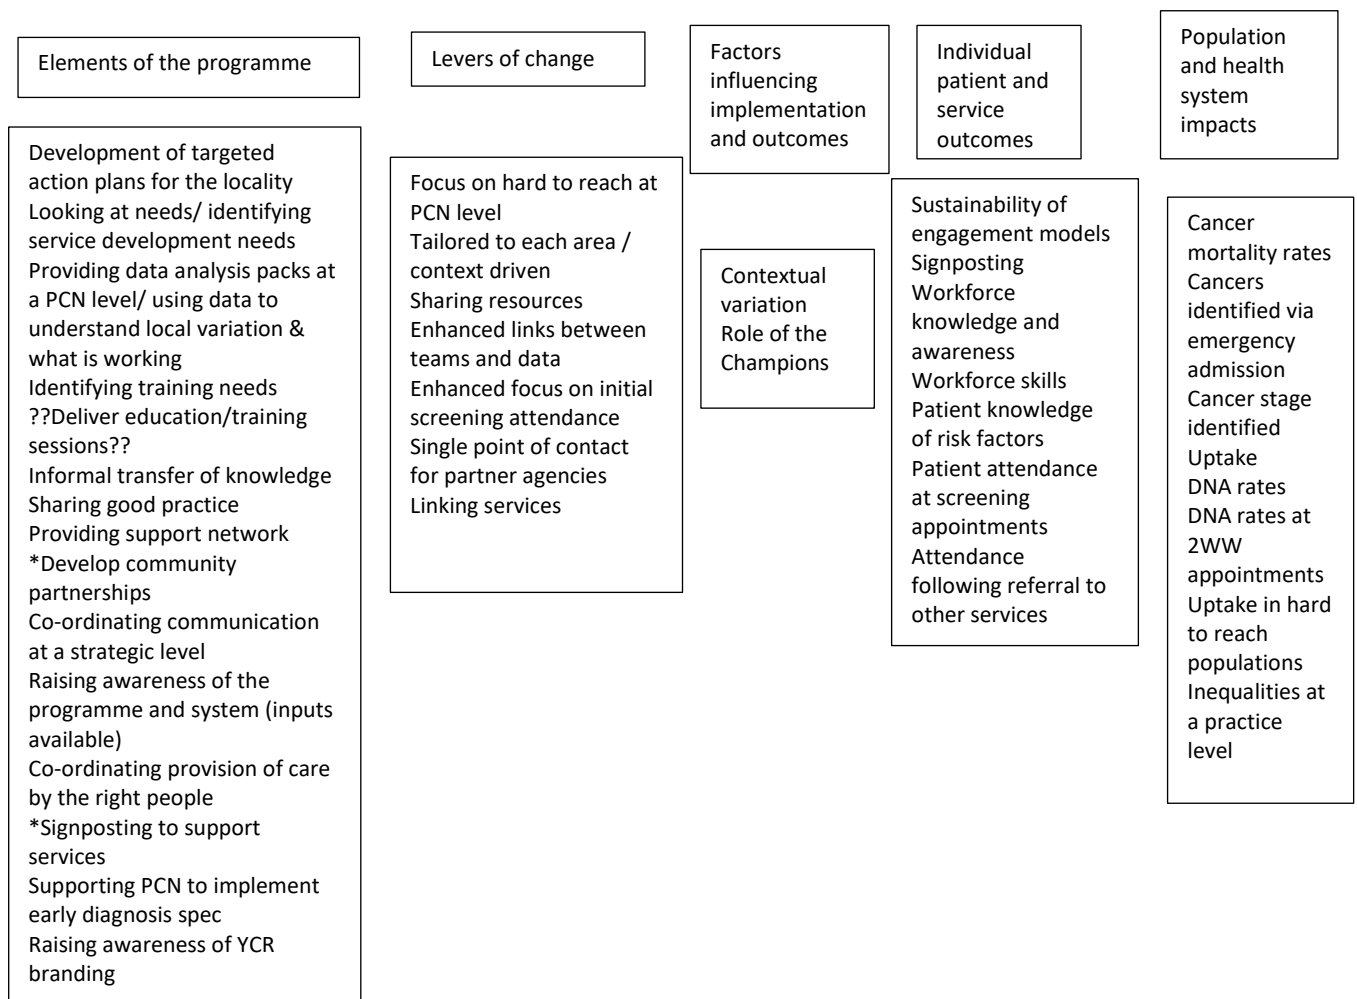 Elements of the programme
Development of targeted
action plans for the locality
Looking at needs/ identifying
service development needs
Providing data analysis packs at
a PCN level/ using data to
understand local variation &
what is working
Identifying training needs
??Deliver education/training
sessions??
Informal transfer of knowledge
Sharing good practice
Providing support network
*Develop community
partnerships
Co-ordinating communication
at a strategic level
Raising awareness of the
programme and system (inputs
available)
Co-ordinating provision of care
by the right people
*Signposting to support
services
Supporting PCN to implement
early diagnosis spec
Raising awareness of YCR
branding
Levers of change
Focus on hard to reach at
PCN level
Tailored to each area /
context driven
Sharing resources
Enhanced links between
teams and data
Enhanced focus on initial
screening attendance
Single point of contact
for partner agencies
Linking services
Factors
influencing
implementation
and outcomes
Contextual
variation
Role of the
Champions
Individual
patient and
service
outcomes
Sustainability of
engagement models
Signposting
Workforce
knowledge and
awareness
Workforce skills
Patient knowledge
of risk factors
Patient attendance
at screening
appointments
Attendance
following referral to
other services
Population
and health
system
impacts
Cancer
mortality rates
Cancers
identified via
emergency
admission
Cancer stage
identified
Uptake
DNA rates
DNA rates at
2WW
appointments
Uptake in hard
to reach
populations
Inequalities at
a practice
level